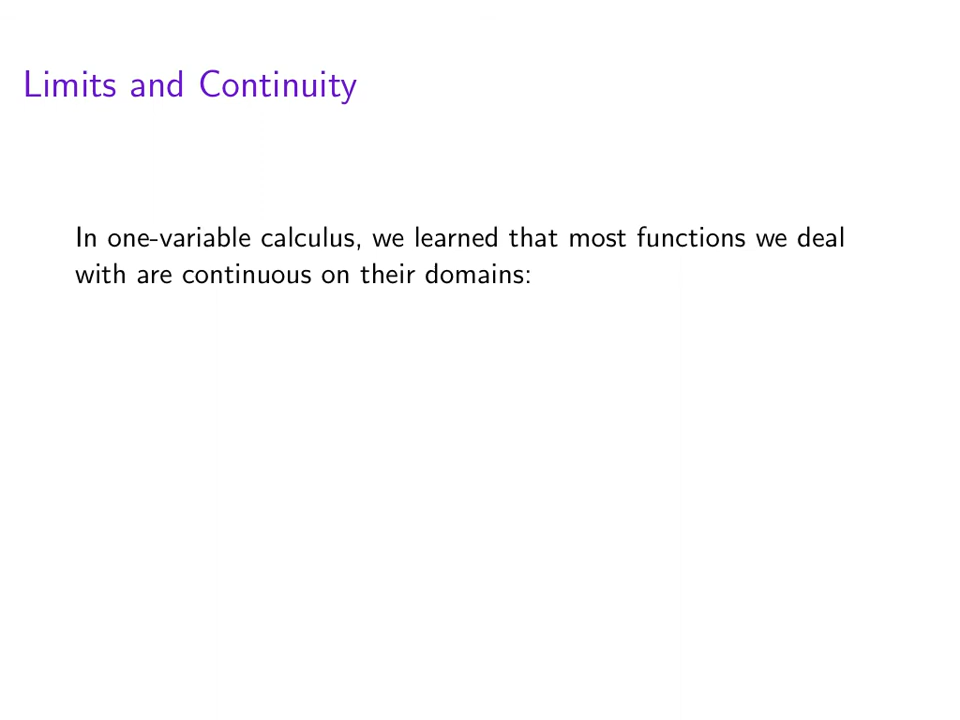 Limits and Continuity
In one-variable calculus, we learned that most functions we deal
with are continuous on their domains: